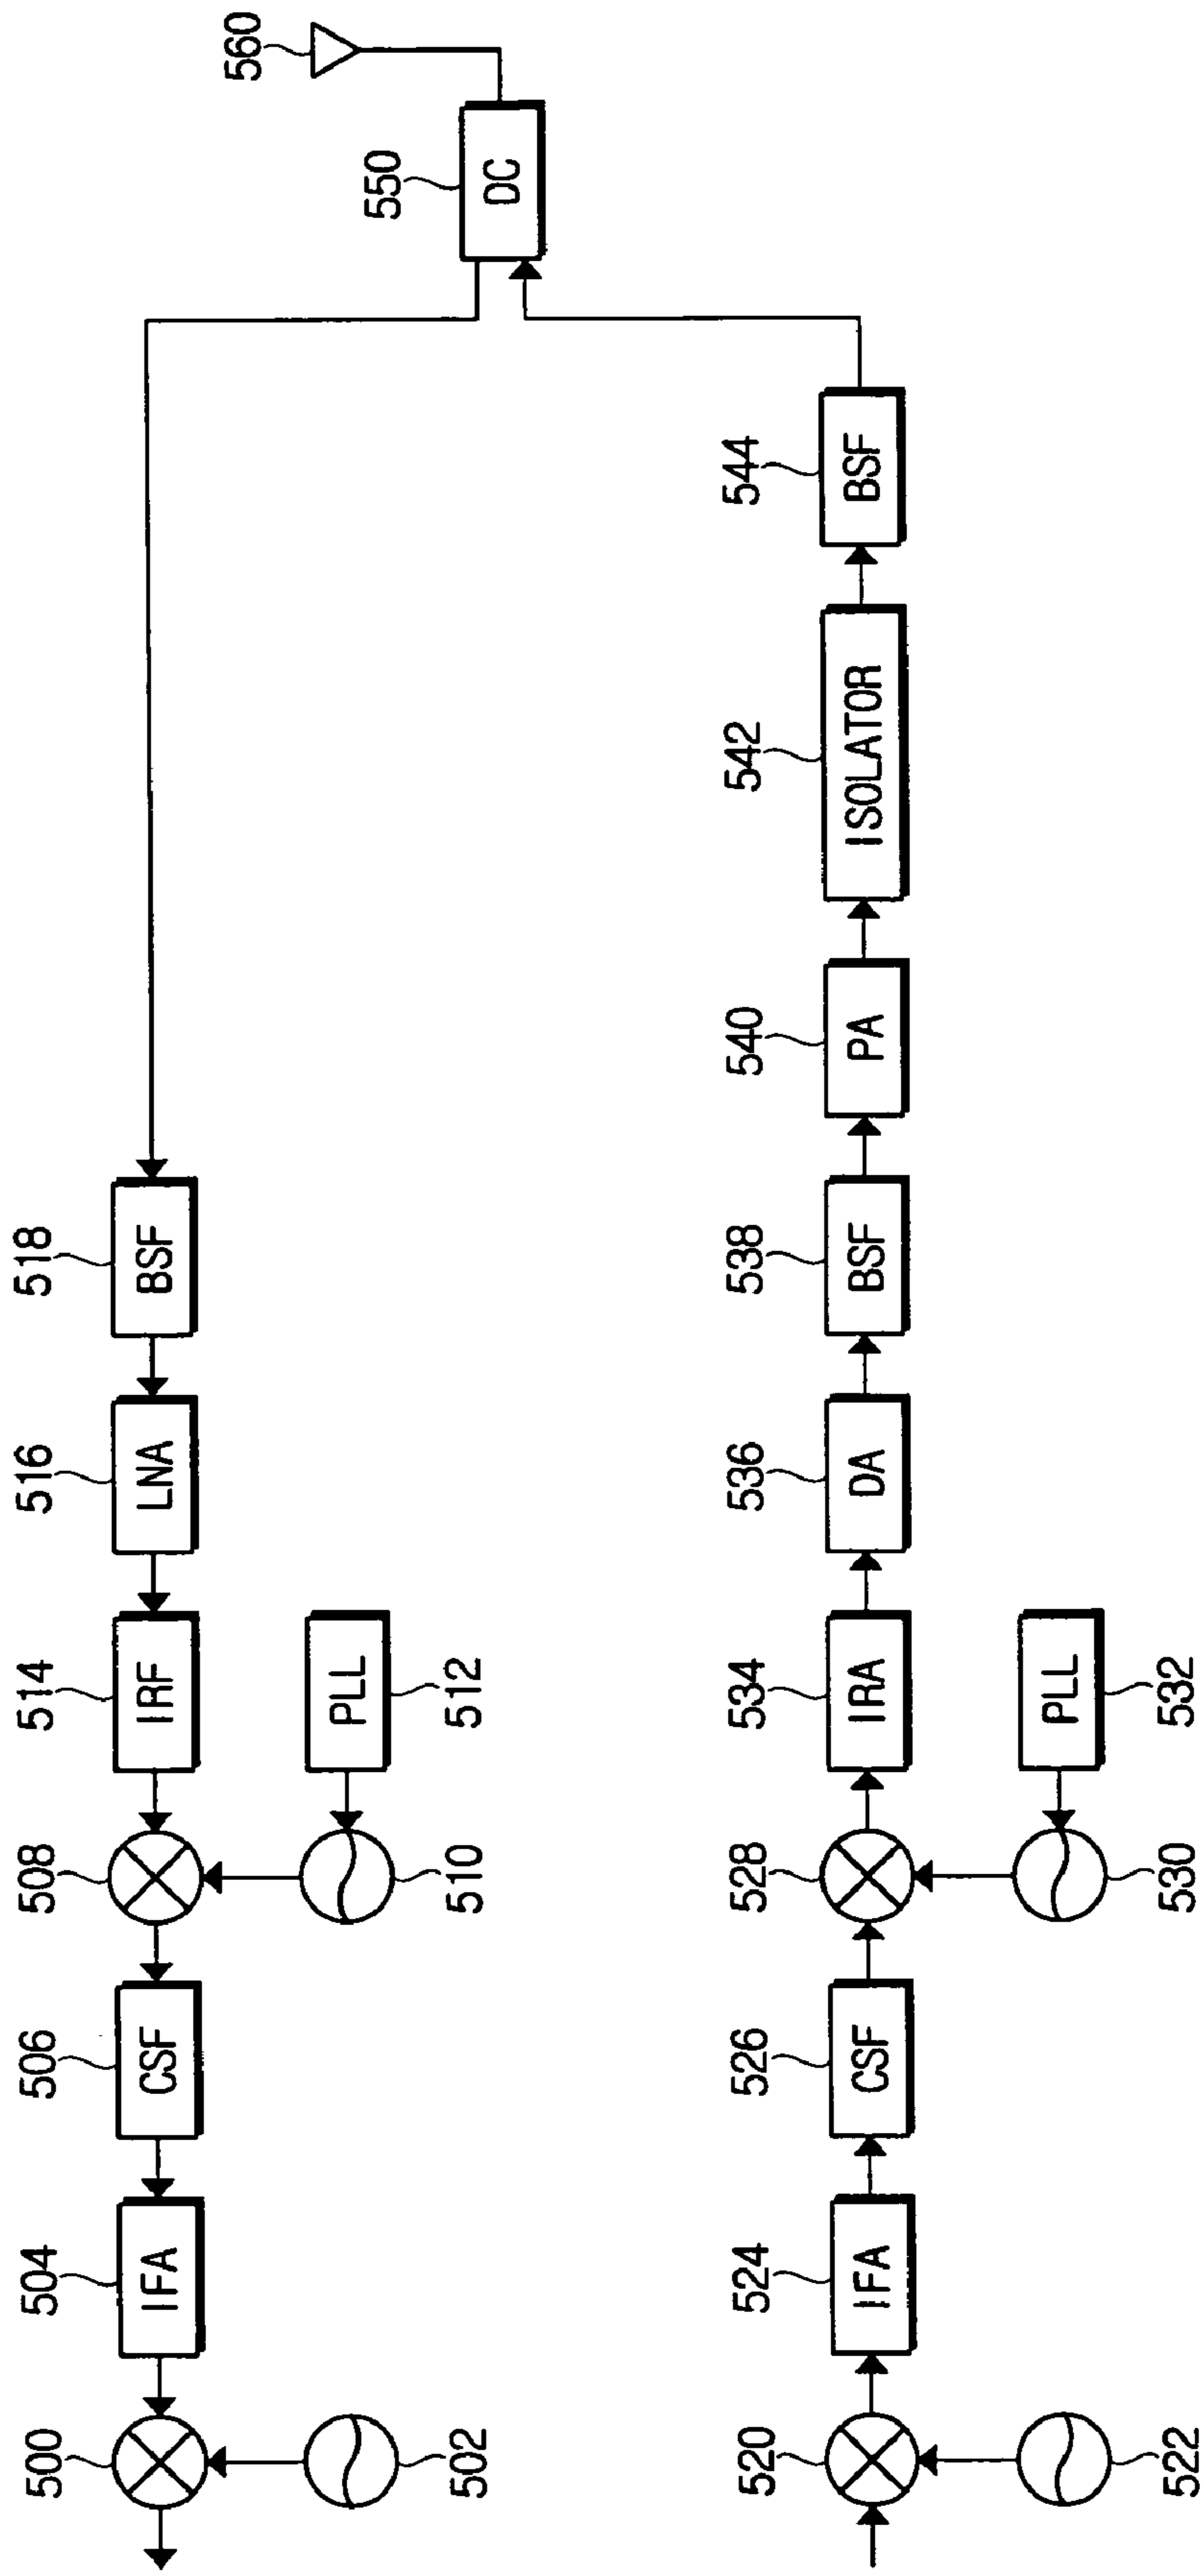 560
550
DC
518
516
514
508
506
504
500
BSF
LNA
IRF
CSF
IFA
PLL
512
510
502
544
542
540
538
536
534
528
526
524
520
BSF
ISOLATOR
PA
BSF
DA
IRA
CSF
IFA
PLL
532
530
522